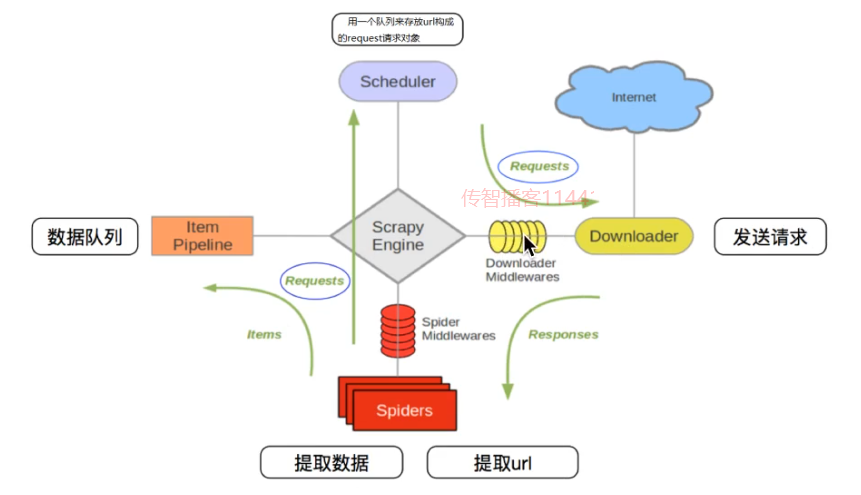 用一个队列来存放url构成
的request请求对象
Scheduler
Internet
Requests
传智播客1144
数据队列
Item
Pipeline
Scrapy
Engine
Downloader
发送请求
Downloader
Middlewares
Requests
Items
Spider
Middlewares
Responses
Spiders
提取数据
提取url